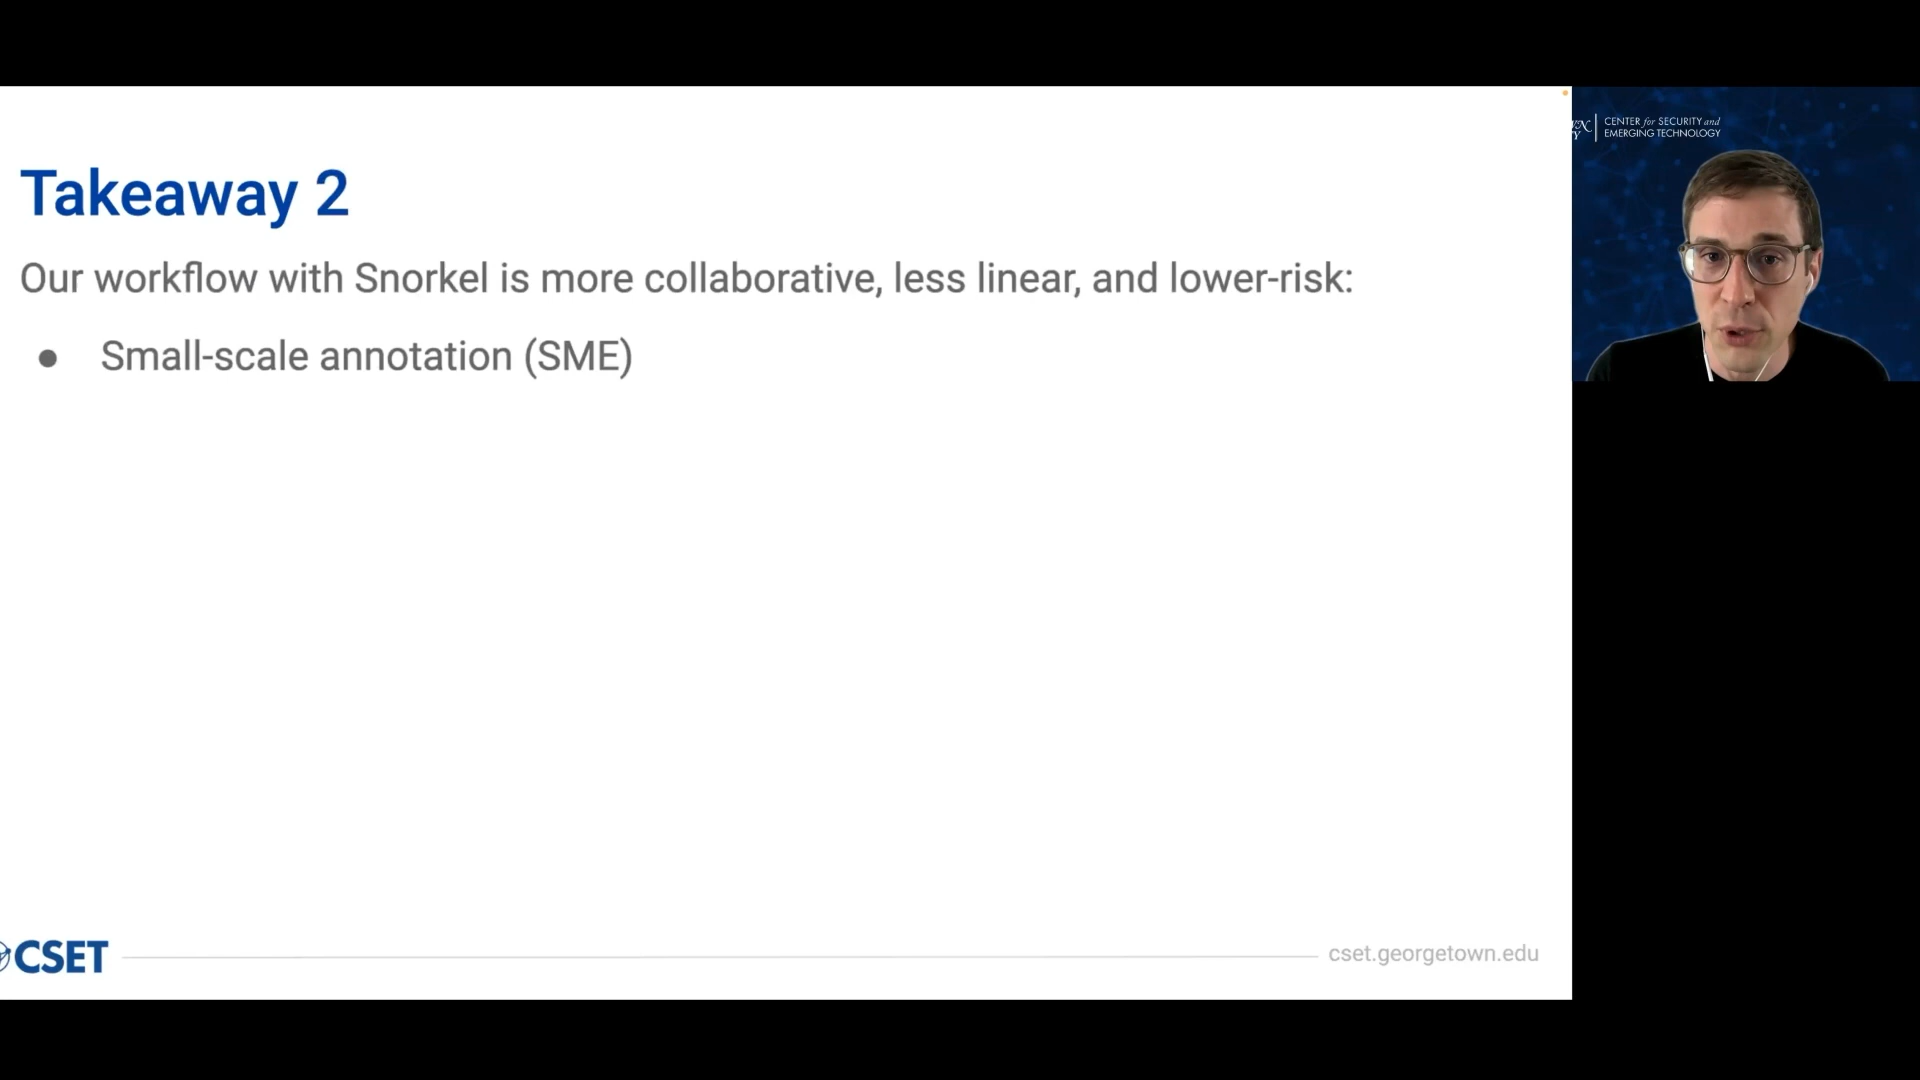 Takeaway 2
Our workflow with Snorkel is more collaborative, less linear, and lower-risk:
● Small-scale annotation (SME)
CENTER for SECURITY and
EMERGING TECHNOLOGY
CSET
cset.georgetown.edu